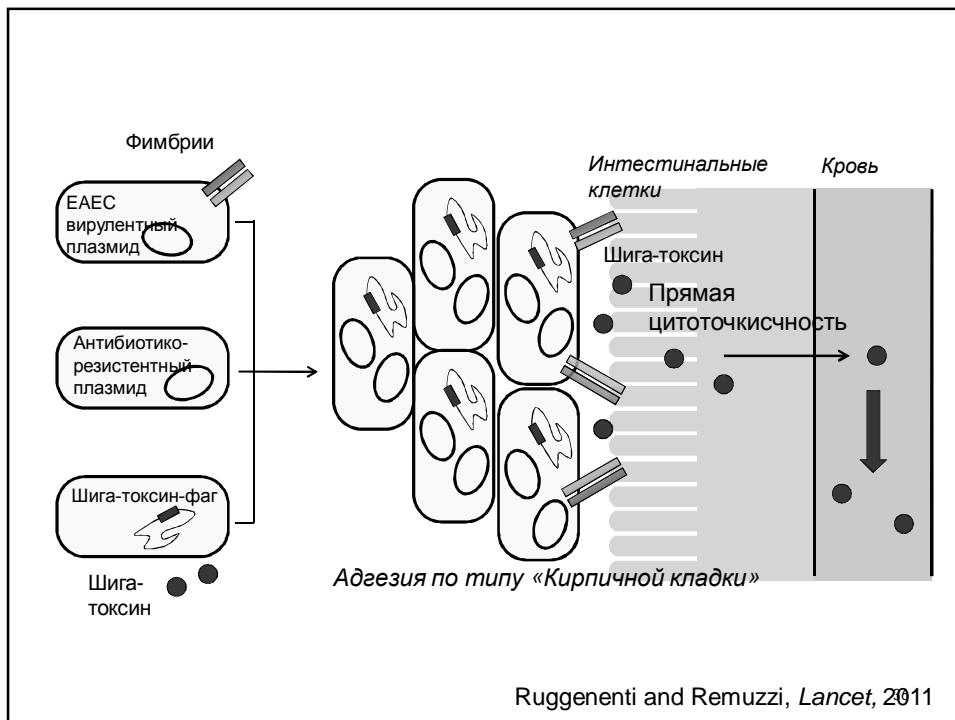 Фимбрии
EAEC
вирулентный
плазмид
Антибиотико-
резистентный
плазмид
Шига-токсин-фаг
Шига-
токсин
Интестинальные
клетки
Кровь
Шига-токсин
Прямая
цитоточкисчность
Адгезия по типу «Кирпичной кладки»
Ruggenenti and Remuzzi, Lancet, 2011